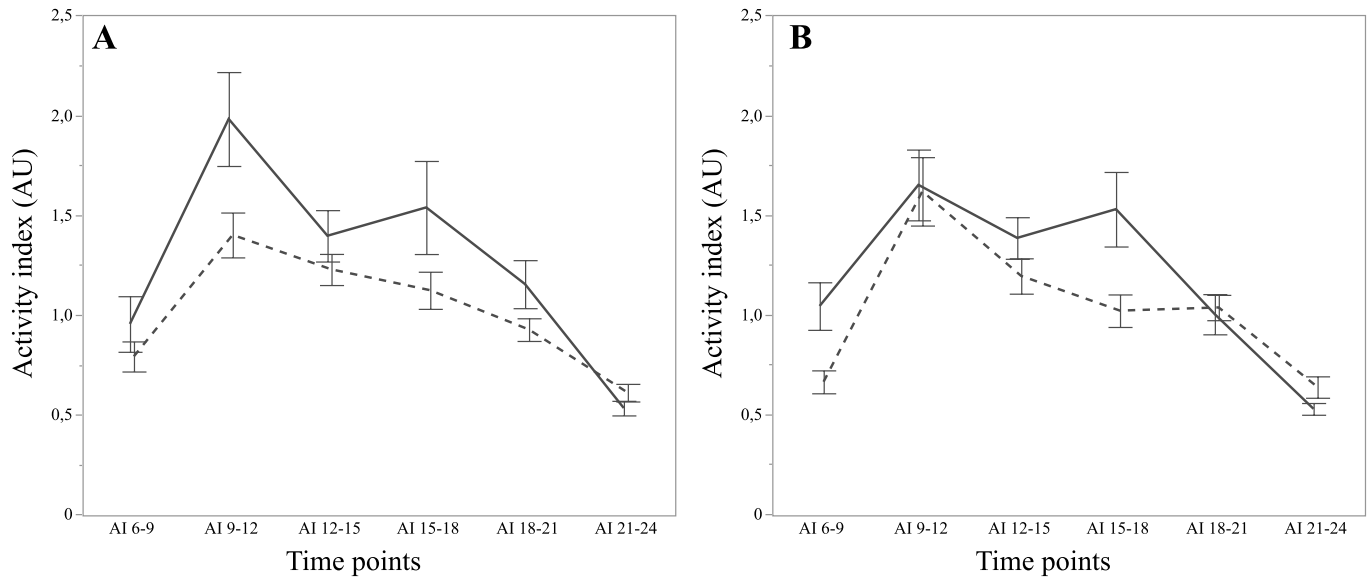 A
Activity index (AU)
2,5
2,0
1,5
1,0
0,5
0
AI 6-9 AI 9-12 AI 12-15 AI 15-18 AI 18-21 AI 21-24
Time points
B
Activity index (AU)
2,5
2,0
1,5
1,0
0,5
0
AI 6-9 AI 9-12 AI 12-15 AI 15-18 AI 18-21 AI 21-24
Time points